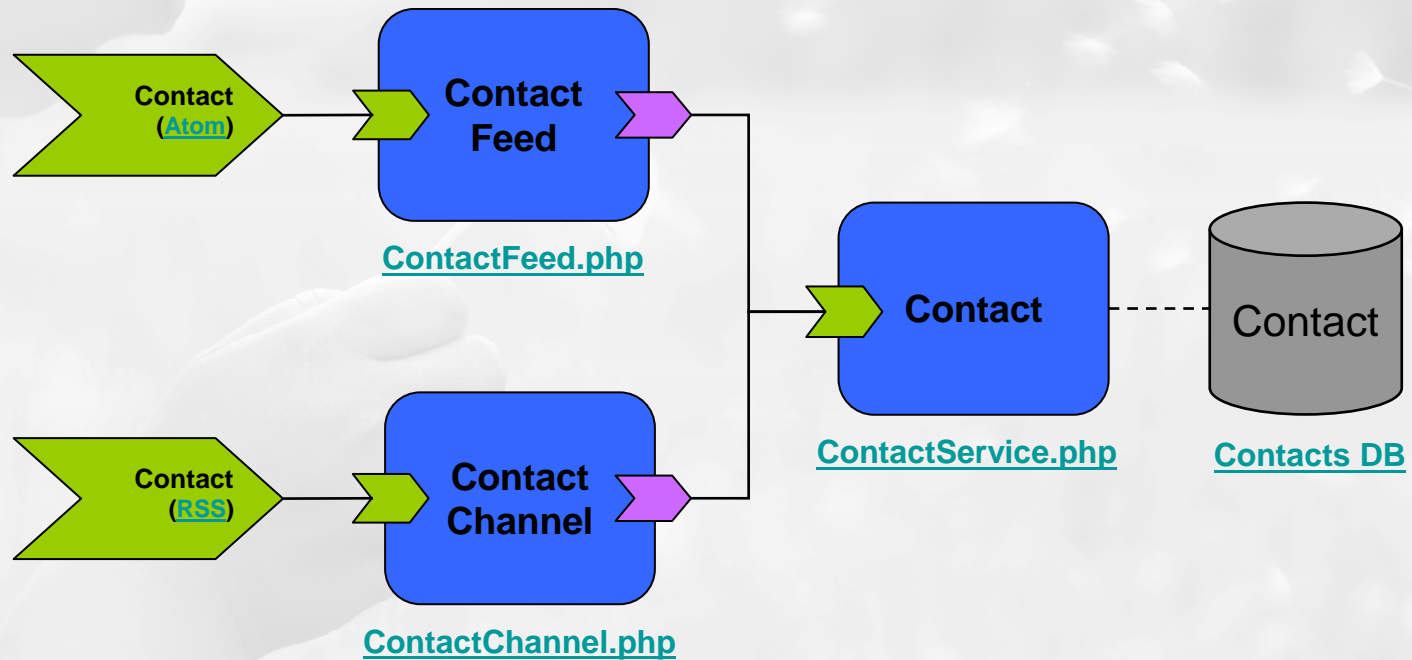 Contact
(Atom)
Contact
Feed
ContactFeed.php
Contact
(RSS)
Contact
Channel
ContactChannel.php
Contact
ContactService.php
Contact
Contacts DB